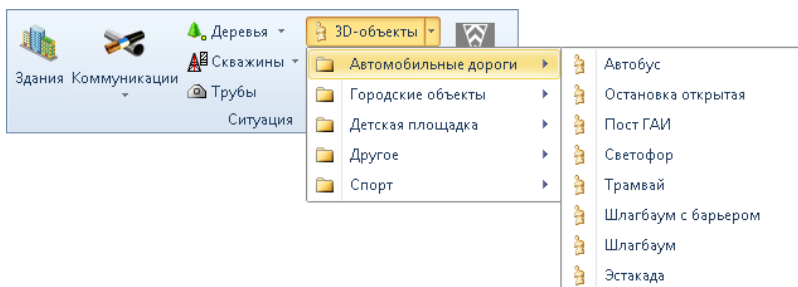 Здания
Коммуникации
Деревья
Скважины
Трубы
Ситуация
3D-объекты
Автомобильные дороги
Городские объекты
Детская площадка
Другое
Спорт
Автобус
Остановка открытая
Пост ГАИ
Светофор
Трамвай
Шлагбаум с барьером
Шлагбаум
Эстакада